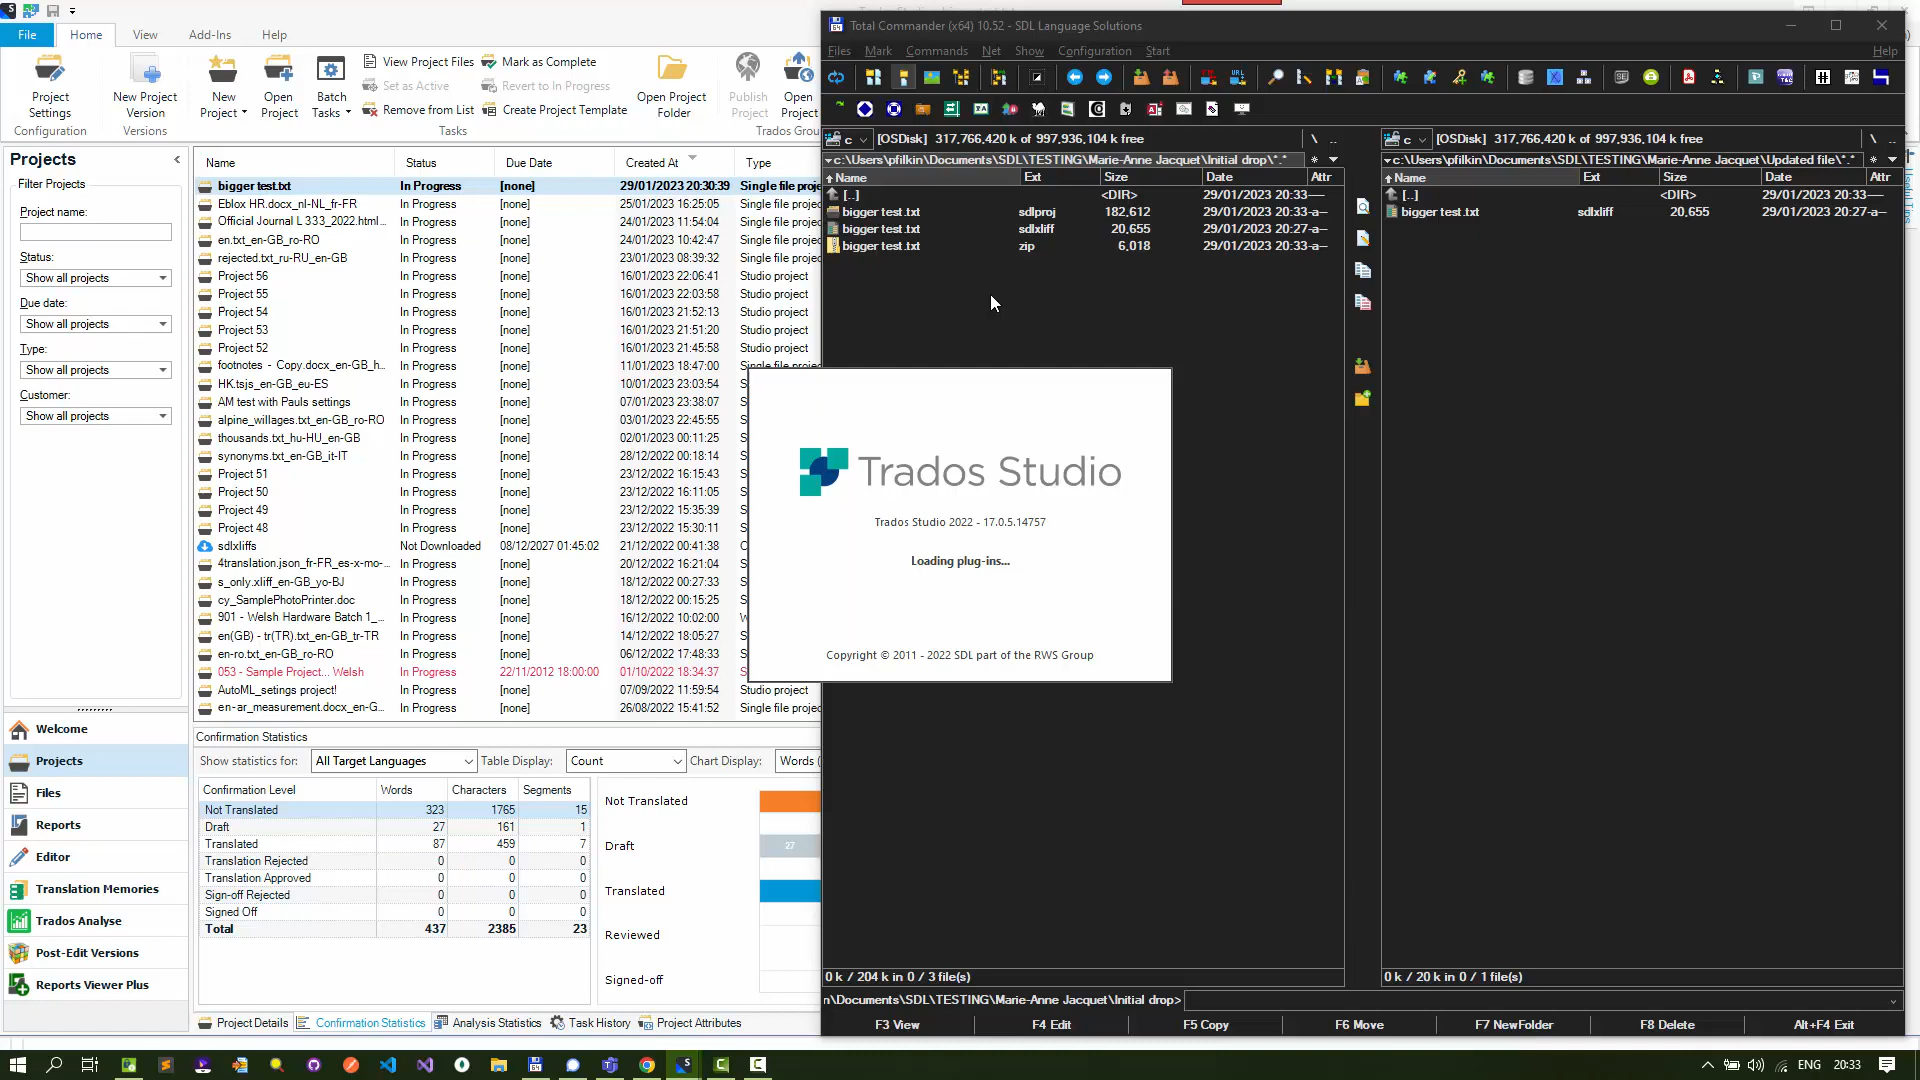 File
Home
View
Add-Ins
Help
Project Settings
New Project Version
New Project
Open Project
Batch Tasks
View Project Files
Set as Active
Remove from List
Mark as Complete
Revert to In Progress
Create Project Template
Open Project Folder
Publish Project
Open Project
Configuration
Versions
Tasks
Trados Grou
Projects
Filter Projects
Project name:
Status:
Show all projects
Due date:
Show all projects
Type:
Show all projects
Customer:
Show all projects
Welcome
Projects
Files
Reports
Editor
Translation Memories
Trados Analyse
Post-Edit Versions
Reports Viewer Plus
Name Status Due Date Created At Type
bigger test.txt In Progress [none] 29/01/2023 20:30:39 Single file proje
Eblox HR.docx_nl-NL_fr-FR In Progress [none] 25/01/2023 16:25:05 Single file project
Official Journal L 333_2022.html... In Progress [none] 24/01/2023 11:54:04 Single file project
en.txt_en-GB_ro-RO In Progress [none] 24/01/2023 10:42:47 Single file project
rejected.txt_ru-RU_en-GB In Progress [none] 23/01/2023 08:39:32 Single file project
Project 56 In Progress [none] 16/01/2023 22:06:41 Studio project
Project 55 In Progress [none] 16/01/2023 22:03:58 Studio project
Project 54 In Progress [none] 16/01/2023 21:52:13 Studio project
Project 53 In Progress [none] 16/01/2023 21:51:20 Studio project
Project 52 In Progress [none] 16/01/2023 21:45:58 Studio project
footnotes - Copy.docx_en-GB_h... In Progress [none] 11/01/2023 18:47:00 Single file project
HK.tsjs_en-GB_eu-ES In Progress [none] 10/01/2023 23:03:54 S
AM test with Pauls settings In Progress [none] 07/01/2023 23:38:07 S
alpine_willages.txt_en-GB_ro-RO In Progress [none] 03/01/2023 22:45:55 S
thousands.txt_hu-HU_en-GB In Progress [none] 02/01/2023 00:11:25 S
synonyms.txt_en-GB_it-IT In Progress [none] 28/12/2022 00:18:14 S
Project 51 In Progress [none] 23/12/2022 16:15:43 S
Project 50 In Progress [none] 23/12/2022 16:11:05 S
Project 49 In Progress [none] 23/12/2022 15:35:39 S
Project 48 In Progress [none] 23/12/2022 15:30:11 S
sdlxliffs Not Downloaded 08/12/2027 01:45:02 21/12/2022 00:41:38 C
4translation.json_fr-FR_es-x-mo-... In Progress [none] 20/12/2022 16:21:04 S
s_only.xliff_en-GB_yo-BJ In Progress [none] 18/12/2022 00:27:33 S
cy_SamplePhotoPrinter.doc In Progress [none] 18/12/2022 00:15:25 S
901 - Welsh Hardware Batch 1_... In Progress [none] 16/12/2022 10:02:00 W
en(GB) - tr(TR).txt_en-GB_tr-TR In Progress [none] 14/12/2022 18:05:27 S
en-ro.txt_en-GB_ro-RO In Progress [none] 06/12/2022 17:48:33 S
053 - Sample Project... Welsh In Progress 22/11/2012 18:00:00 01/10/2022 18:34:37 S
AutoML_setings project! In Progress [none] 07/09/2022 11:59:54 Studio project
en-ar_measurement.docx_en-G... In Progress [none] 26/08/2022 15:41:52 Single file project
Confirmation Statistics
Show statistics for: All Target Languages Table Display: Count Chart Display: Words (
Confirmation Level Words Characters Segments
Not Translated 323 1765 15
Draft 27 161 1
Translated 87 459 7
Translation Rejected 0 0 0
Translation Approved 0 0 0
Sign-off Rejected 0 0 0
Signed Off 0 0 0
Total 437 2385 23
Not Translated
Draft 27
Translated
Reviewed
Signed-off
Project Details Confirmation Statistics Analysis Statistics Task History Project Attributes
Trados Studio
Trados Studio 2022 - 17.0.5.14757
Loading plug-ins...
Copyright © 2011 - 2022 SDL part of the RWS Group
Total Commander (x64) 10.52 - SDL Language Solutions
Files Mark Commands Net Show Configuration Start Help
c [OSDisk] 317,766,420 k of 997,936,104 k free \ ..
c:\Users\pfilkin\Documents\SDL\TESTING\Marie-Anne Jacquet\Initial drop\*.* * ▼
Name Ext Size Date Attr
[..] <DIR> 29/01/2023 20:33----
bigger test.txt sdlproj 182,612 29/01/2023 20:33-a--
bigger test.txt sdlxliff 20,655 29/01/2023 20:27-a--
bigger test.txt zip 6,018 29/01/2023 20:33-a--
0 k / 204 k in 0 / 3 file(s)
c [OSDisk] 317,766,420 k of 997,936,104 k free \ ..
c:\Users\pfilkin\Documents\SDL\TESTING\Marie-Anne Jacquet\Updated file\*.* * ▼
Name Ext Size Date Attr
[..] <DIR> 29/01/2023 20:33----
bigger test.txt sdlxliff 20,655 29/01/2023 20:27-a--
0 k / 20 k in 0 / 1 file(s)
n\Documents\SDL\TESTING\Marie-Anne Jacquet\Initial drop>
F3 View F4 Edit F5 Copy F6 Move F7 NewFolder F8 Delete Alt+F4 Exit
ENG 20:33